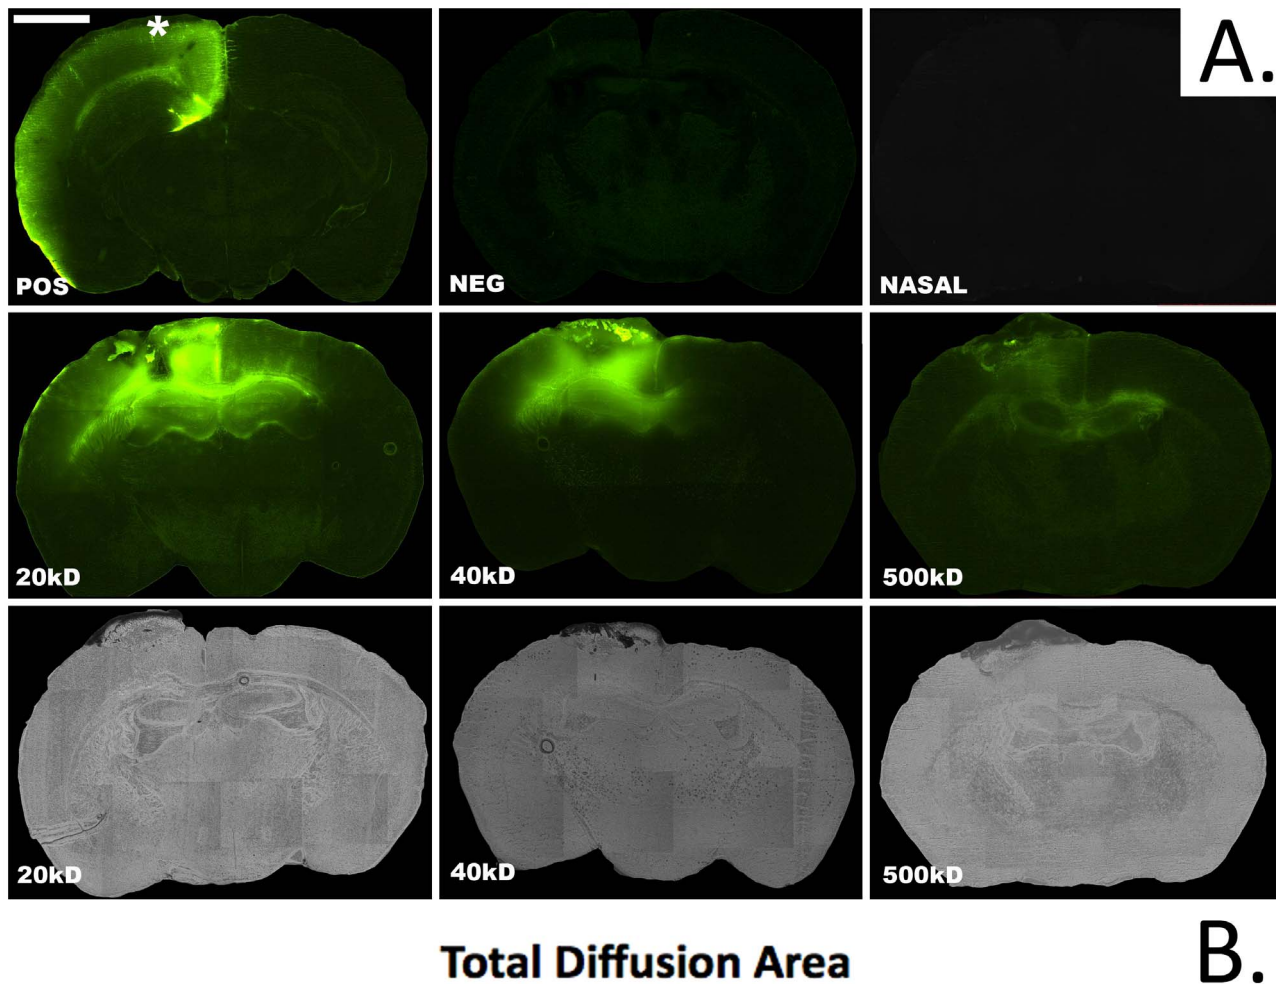 *
A.
POS
NEG
NASAL
20kD
40kD
500kD
20kD
40kD
500kD
B.
Total Diffusion Area